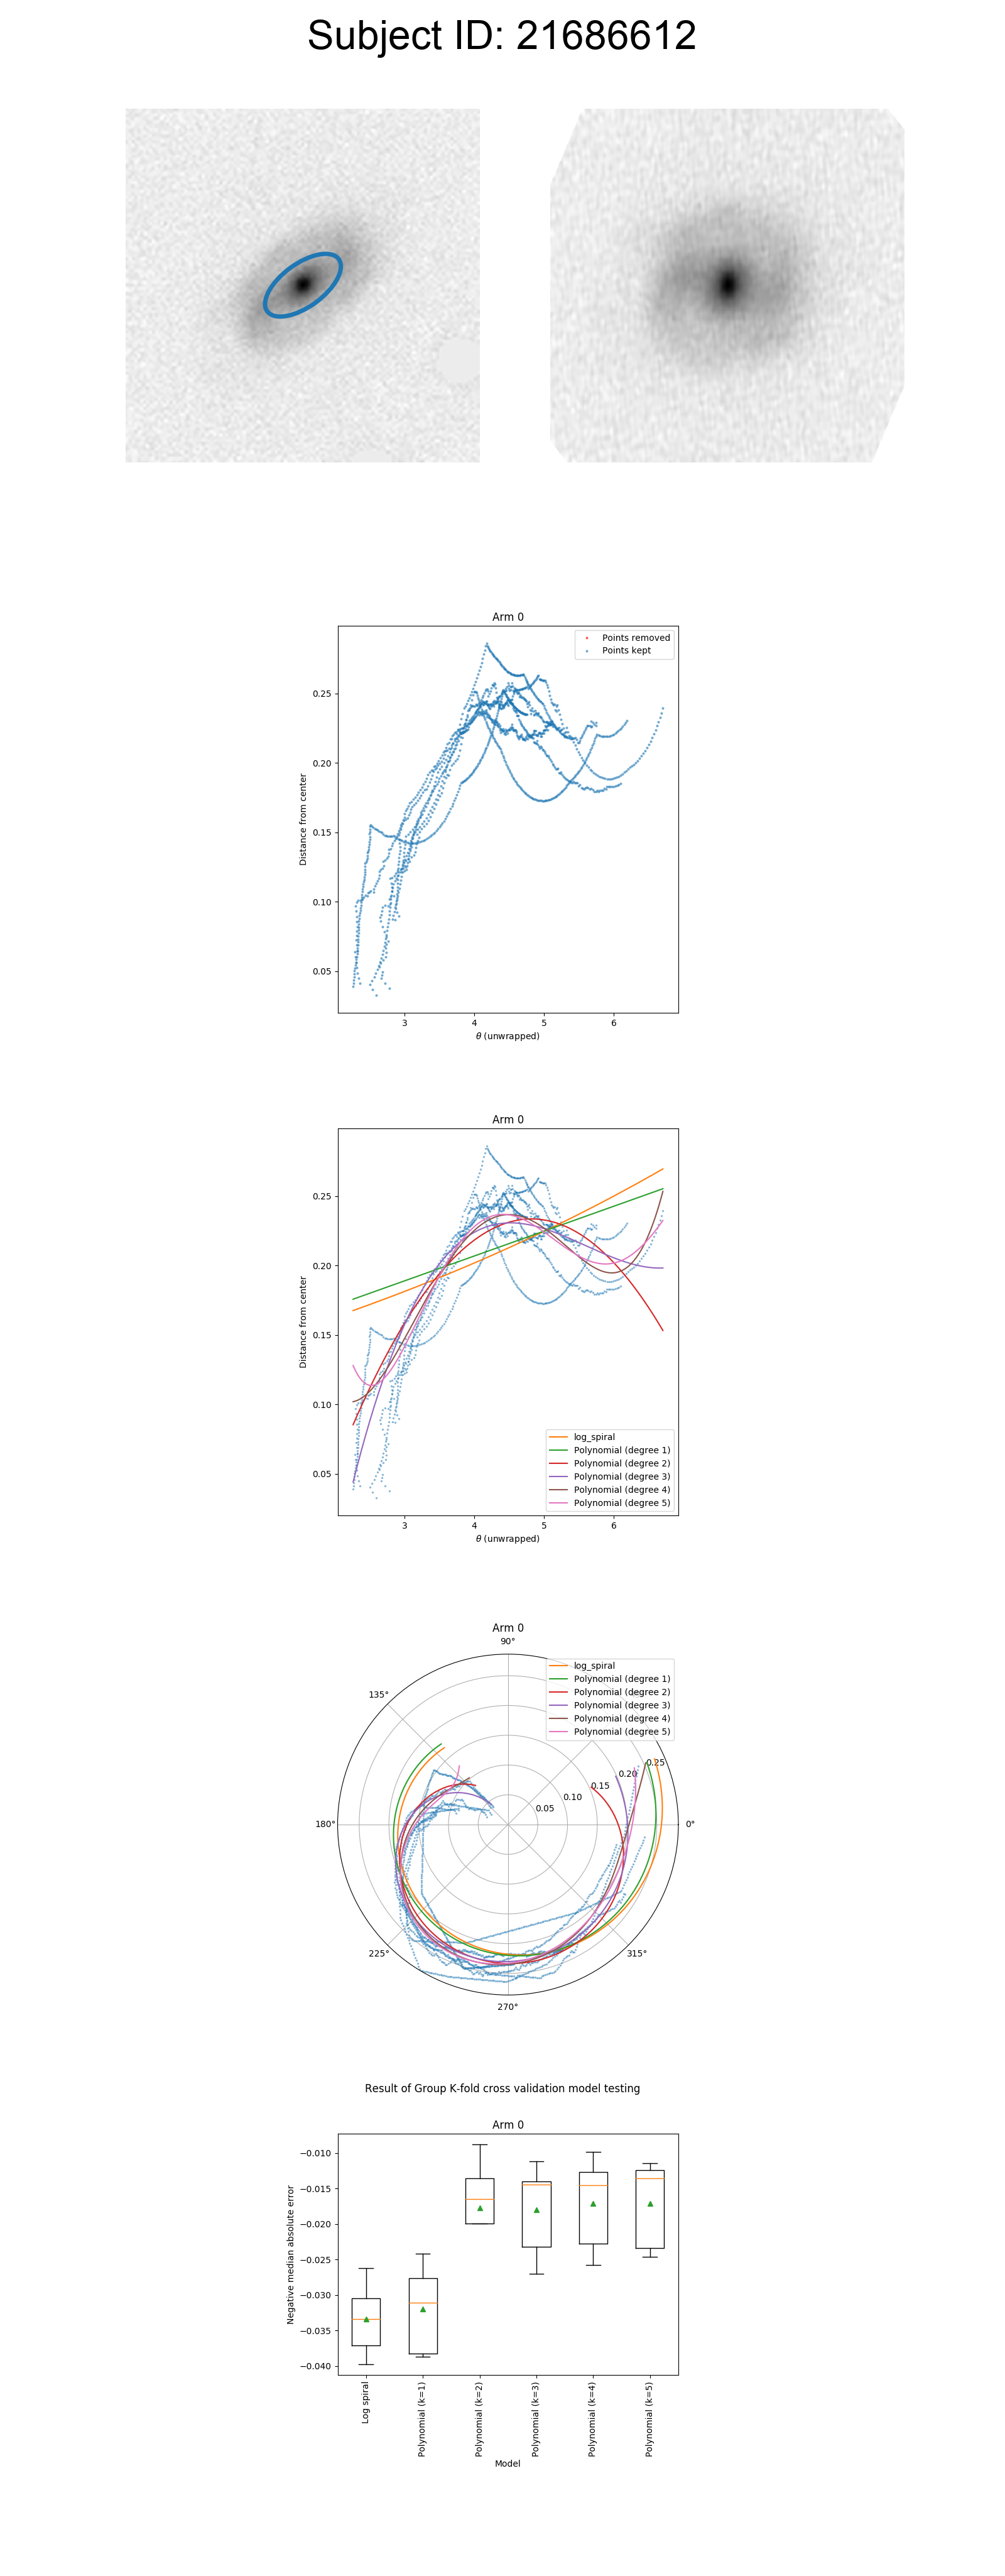 Subject ID: 21686612
Arm 0
Points removed
Points kept
0.25
0.20
0.15
0.10
0.05
Distance from center
3 4 5 6
θ (unwrapped)
Arm 0
0.25
0.20
0.15
0.10
0.05
Distance from center
log_spiral
Polynomial (degree 1)
Polynomial (degree 2)
Polynomial (degree 3)
Polynomial (degree 4)
Polynomial (degree 5)
3 4 5 6
θ (unwrapped)
Arm 0
90°
135°
180°
225°
270°
315°
0°
0.05
0.10
0.15
0.20
0.25
log_spiral
Polynomial (degree 1)
Polynomial (degree 2)
Polynomial (degree 3)
Polynomial (degree 4)
Polynomial (degree 5)
Result of Group K-fold cross validation model testing
Arm 0
−0.010
−0.015
−0.020
−0.025
−0.030
−0.035
−0.040
Negative median absolute error
Log spiral
Polynomial (k=1)
Polynomial (k=2)
Polynomial (k=3)
Polynomial (k=4)
Polynomial (k=5)
Model